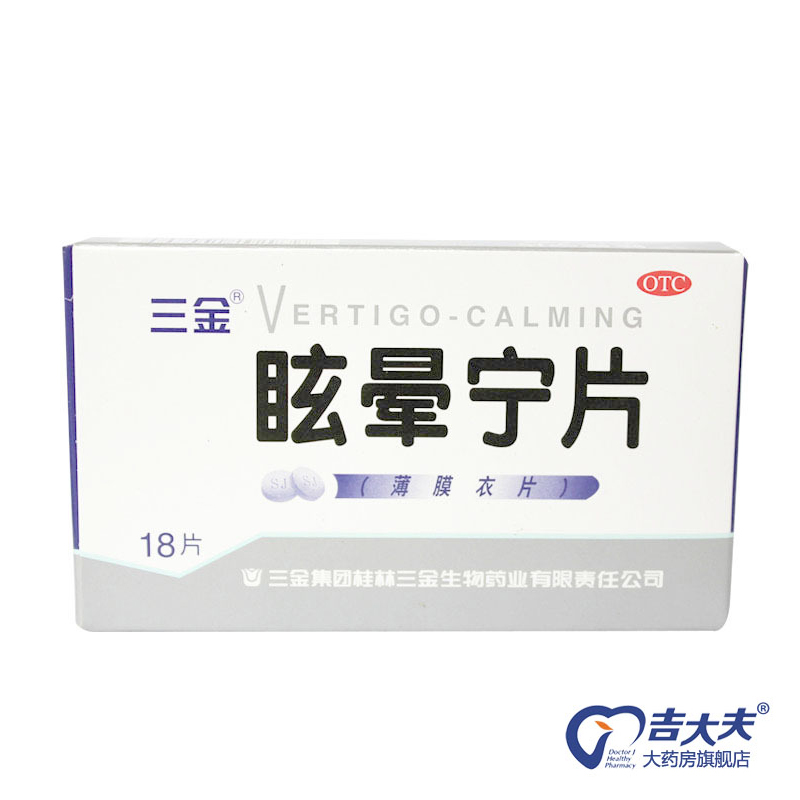 OTC
三金® VERTIGO-CALMING
眩晕宁片
SJ SJ (薄膜衣片)
18片
三金集团桂林三金生物药业有限责任公司
吉大夫®
Doctor J
Healthy
Pharmacy
大药房旗舰店